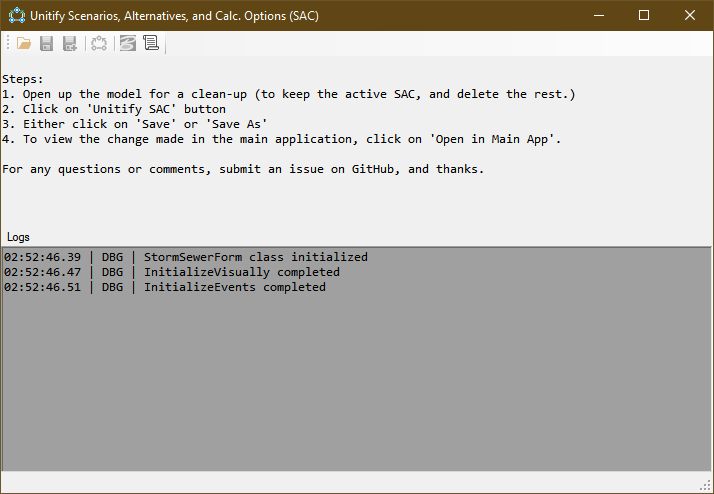 Unitify Scenarios, Alternatives, and Calc. Options (SAC)
Steps:
1. Open up the model for a clean-up (to keep the active SAC, and delete the rest.)
2. Click on 'Unitify SAC' button
3. Either click on 'Save' or 'Save As'
4. To view the change made in the main application, click on 'Open in Main App'.
For any questions or comments, submit an issue on GitHub, and thanks.
Logs
02:52:46.39 | DBG | StormSewerForm class initialized
02:52:46.47 | DBG | InitializeVisually completed
02:52:46.51 | DBG | InitializeEvents completed